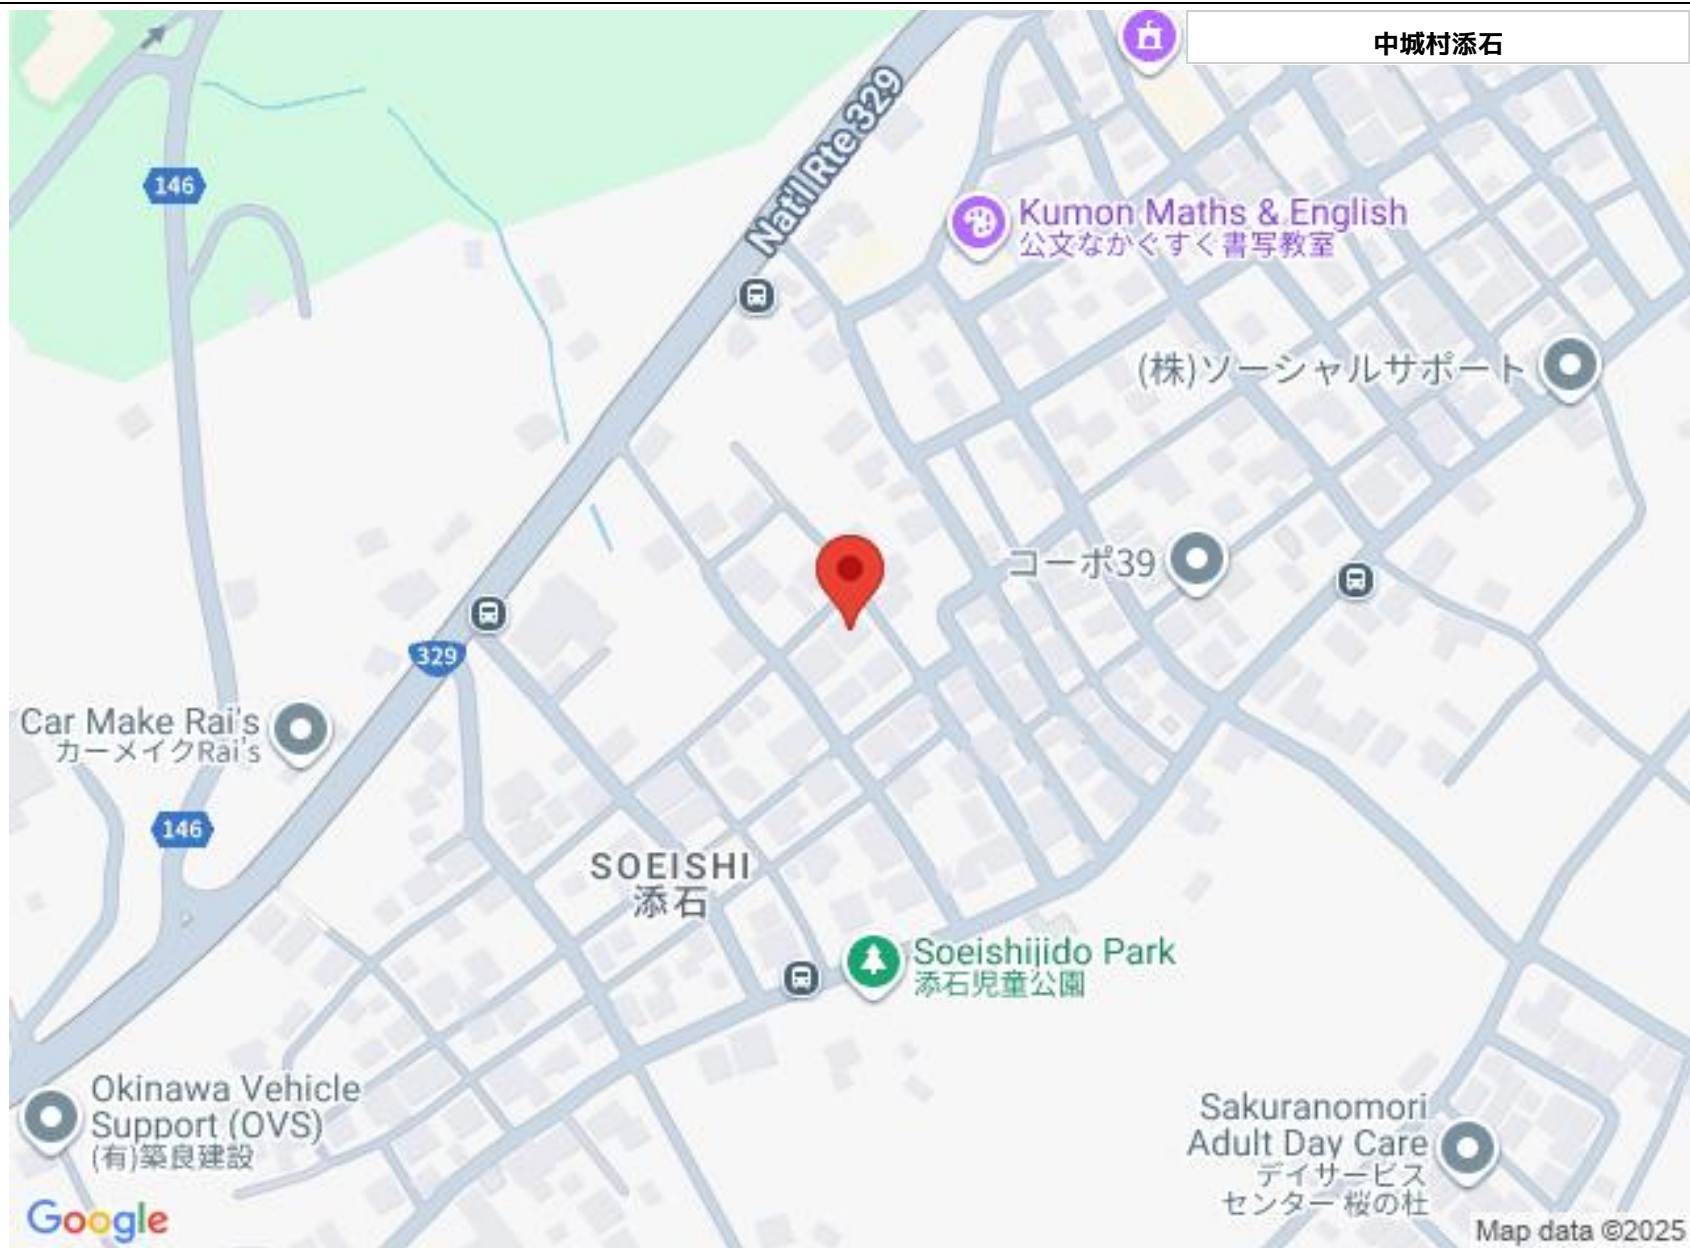 中城村添石
146
Nat'l Rte 329
Kumon Maths & English
公文なかぐすく書写教室
(株)ソーシャルサポート
コーポ39
329
Car Make Rai's
カーメイクRai's
146
SOEISHI
添石
Soeishijido Park
添石児童公園
Okinawa Vehicle
Support (OVS)
(有)築良建設
Sakuranomori
Adult Day Care
デイサービス
センター 桜の杜
Google
Map data ©2025